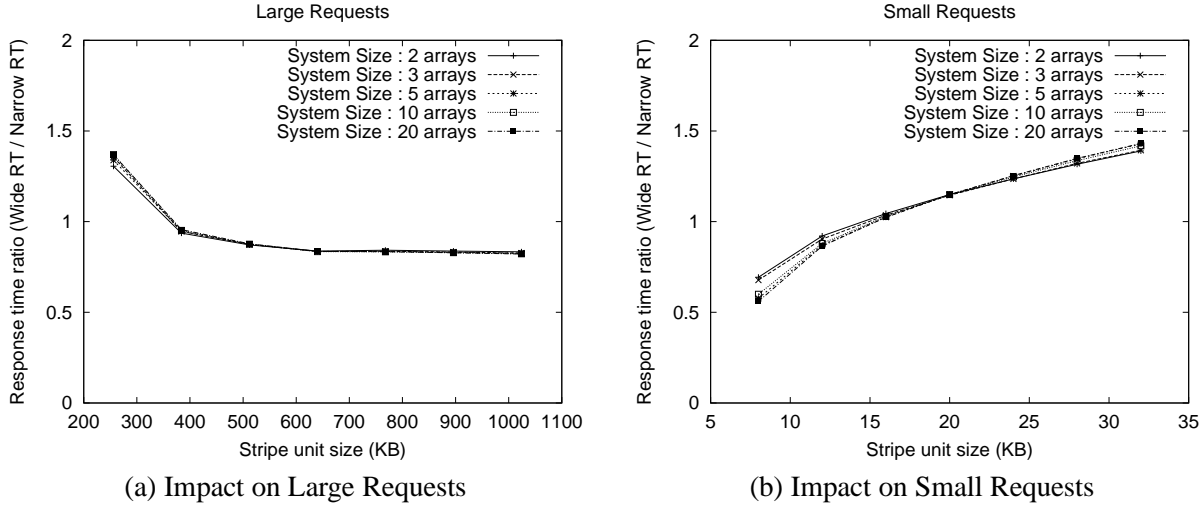 Large Requests
Response time ratio (Wide RT / Narrow RT)
2
1.5
1
0.5
0
System Size : 2 arrays
System Size : 3 arrays
System Size : 5 arrays
System Size : 10 arrays
System Size : 20 arrays
200 300 400 500 600 700 800 900 1000 1100
Stripe unit size (KB)
(a) Impact on Large Requests
Small Requests
Response time ratio (Wide RT / Narrow RT)
2
1.5
1
0.5
0
System Size : 2 arrays
System Size : 3 arrays
System Size : 5 arrays
System Size : 10 arrays
System Size : 20 arrays
5 10 15 20 25 30 35
Stripe unit size (KB)
(b) Impact on Small Requests